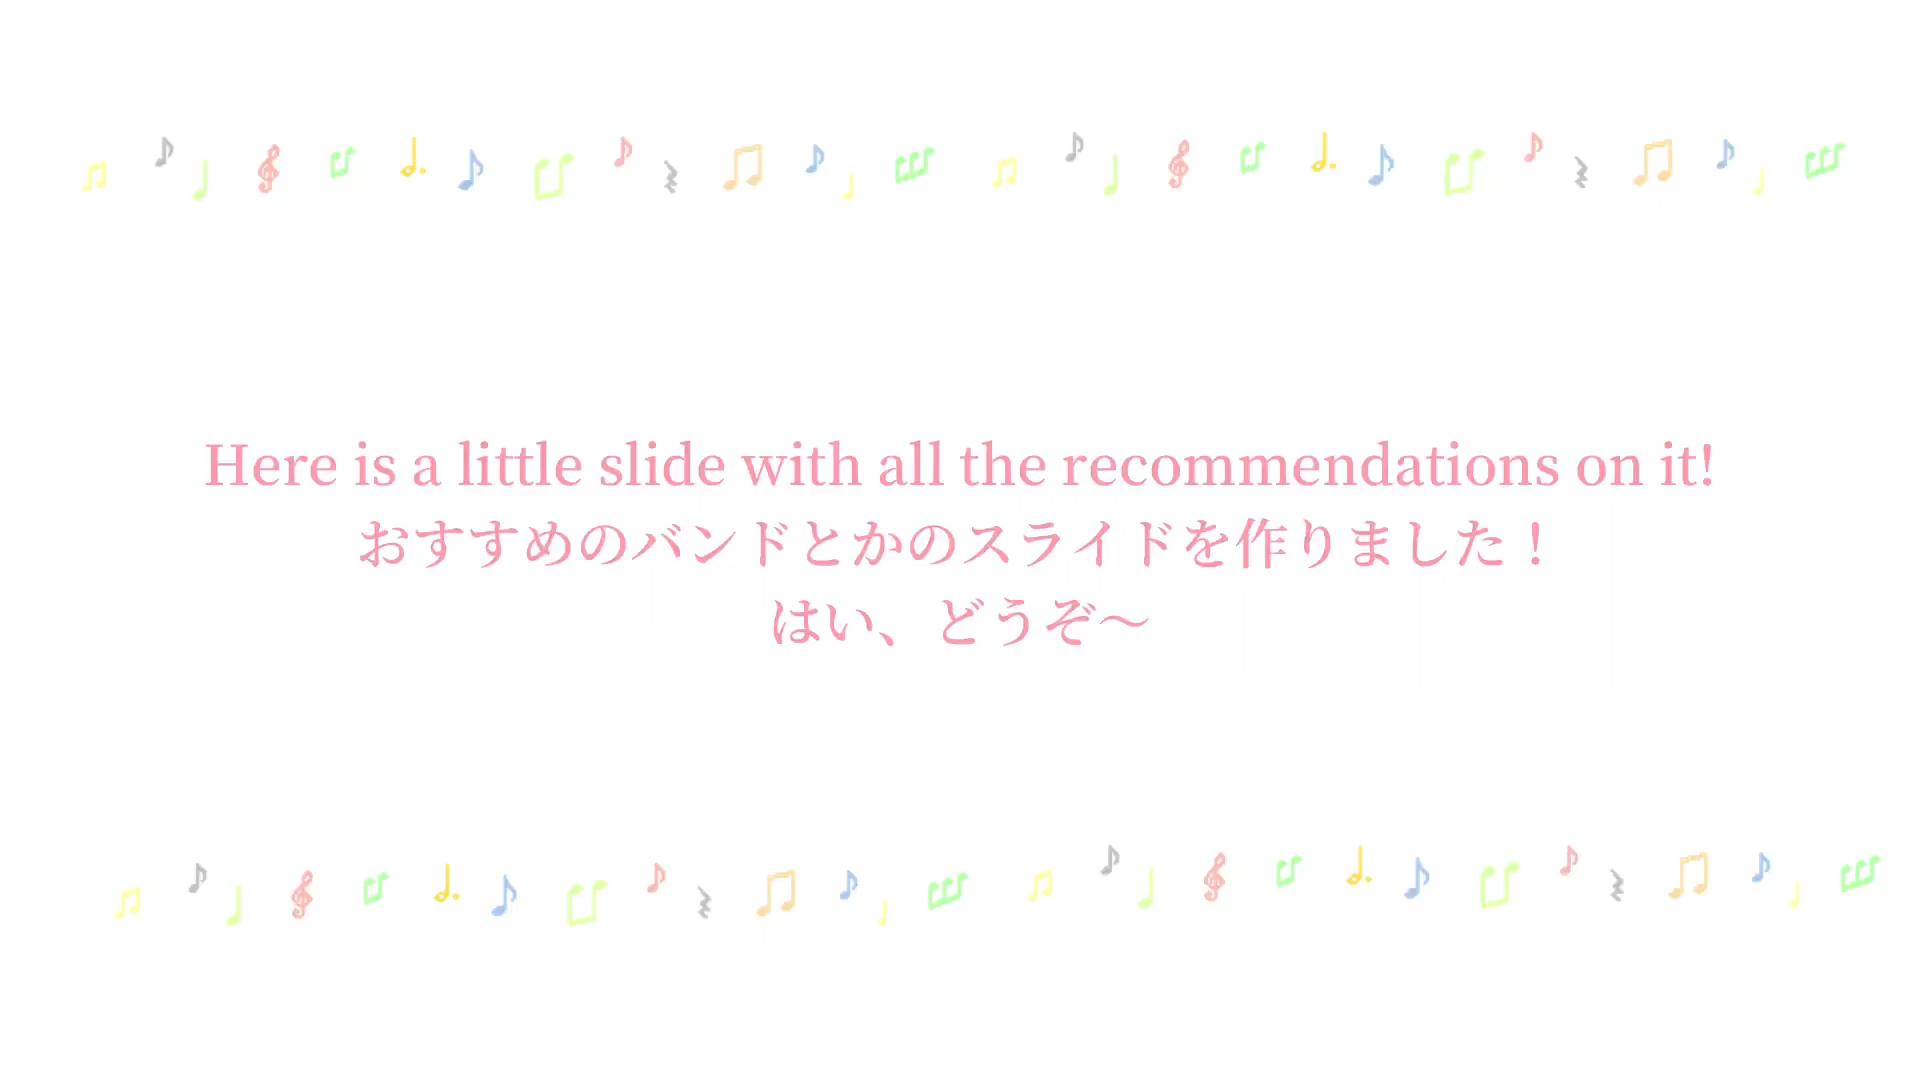 Here is a little slide with all the recommendations on it!
おすすめのバンドとかのスライドを作りました！
はい、どうぞ〜